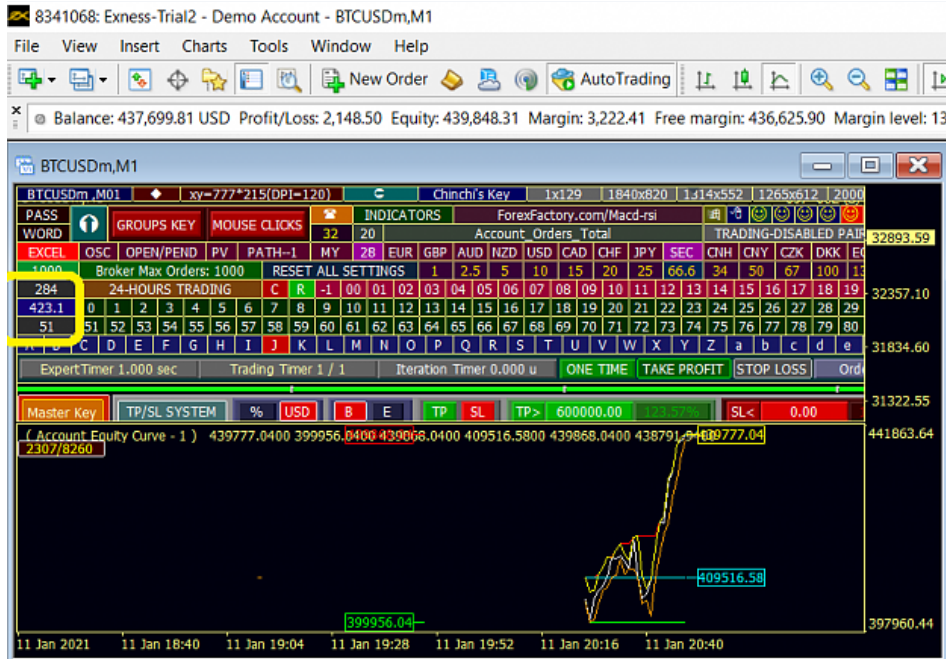 8341068: Exness-Trial2 - Demo Account - BTCUSDm,M1
File View Insert Charts Tools Window Help
New Order AutoTrading
Balance: 437,699.81 USD Profit/Loss: 2,148.50 Equity: 439,848.31 Margin: 3,222.41 Free margin: 436,625.90 Margin level: 13
BTCUSDm,M1
BTCUSDm ,M01 xy=777*215(DPI=120) C Chinchi's Key 1x129 1840x820 1314x552 1265x612 2000
PASS GROUPS KEY MOUSE CLICKS INDICATORS ForexFactory.com/Macd-rsi
WORD 32 20 Account_Orders_Total TRADING-DISABLED PAIR
32893.59
EXCEL OSC OPEN/PEND PV PATH--1 MY 28 EUR GBP AUD NZD USD CAD CHF JPY SEC CNH CNY CZK DKK
1000 Broker Max Orders: 1000 RESET ALL SETTINGS 1 2.5 5 10 15 20 25 66.6 34 50 67 100
284 24-HOURS TRADING C R -1 00 01 02 03 04 05 06 07 08 09 10 11 12 13 14 15 16 17 18 19
32357.10
423.1 0 1 2 3 4 5 6 7 8 9 10 11 12 13 14 15 16 17 18 19 20 21 22 23 24 25 26 27 28 29
51 51 52 53 54 55 56 57 58 59 60 61 62 63 64 65 66 67 68 69 70 71 72 73 74 75 76 77 78 79 80
A B C D E F G H I J K L M N O P Q R S T U V W X Y Z a b c d e
31834.60
ExpertTimer 1.000 sec Trading Timer 1 / 1 Iteration Timer 0.000 u ONE TIME TAKE PROFIT STOP LOSS Ord
31322.55
Master Key TP/SL SYSTEM % USD B E TP SL TP> 600000.00 123.57% SL< 0.00
( Account Equity Curve - 1 ) 439777.0400 399956.0400 439868.0400 409516.5800 439868.0400 438791 439777.04
441863.64
2307/8260
409516.58
399956.04
397960.44
11 Jan 2021 11 Jan 18:40 11 Jan 19:04 11 Jan 19:28 11 Jan 19:52 11 Jan 20:16 11 Jan 20:40